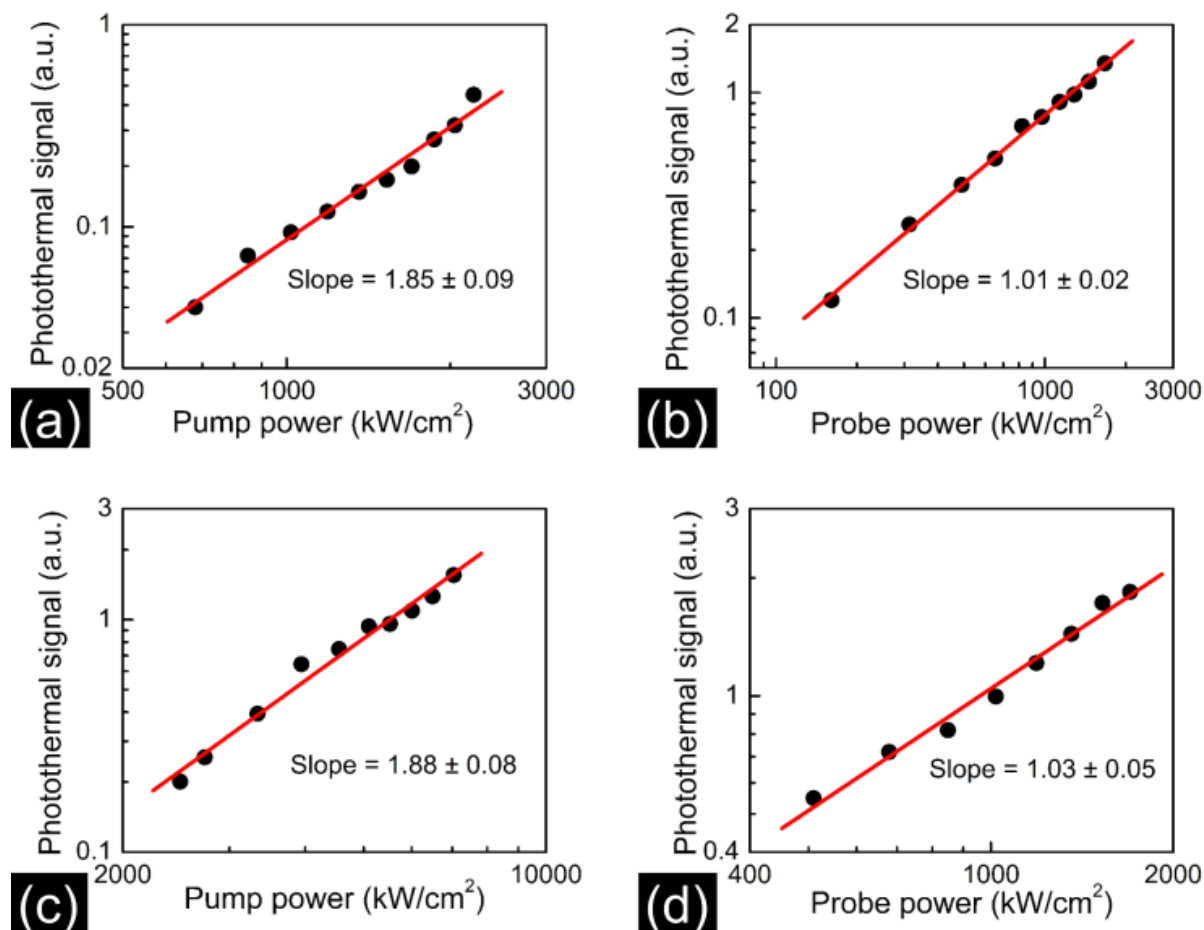 Photothermal signal (a.u.)
1
0.1
0.02
Slope = 1.85 ± 0.09
500 1000 3000
Pump power (kW/cm²)
(a)
Photothermal signal (a.u.)
2
1
0.1
Slope = 1.01 ± 0.02
100 1000 3000
Probe power (kW/cm²)
(b)
Photothermal signal (a.u.)
3
1
0.1
Slope = 1.88 ± 0.08
2000 10000
Pump power (kW/cm²)
(c)
Photothermal signal (a.u.)
3
1
0.4
Slope = 1.03 ± 0.05
400 1000 2000
Probe power (kW/cm²)
(d)